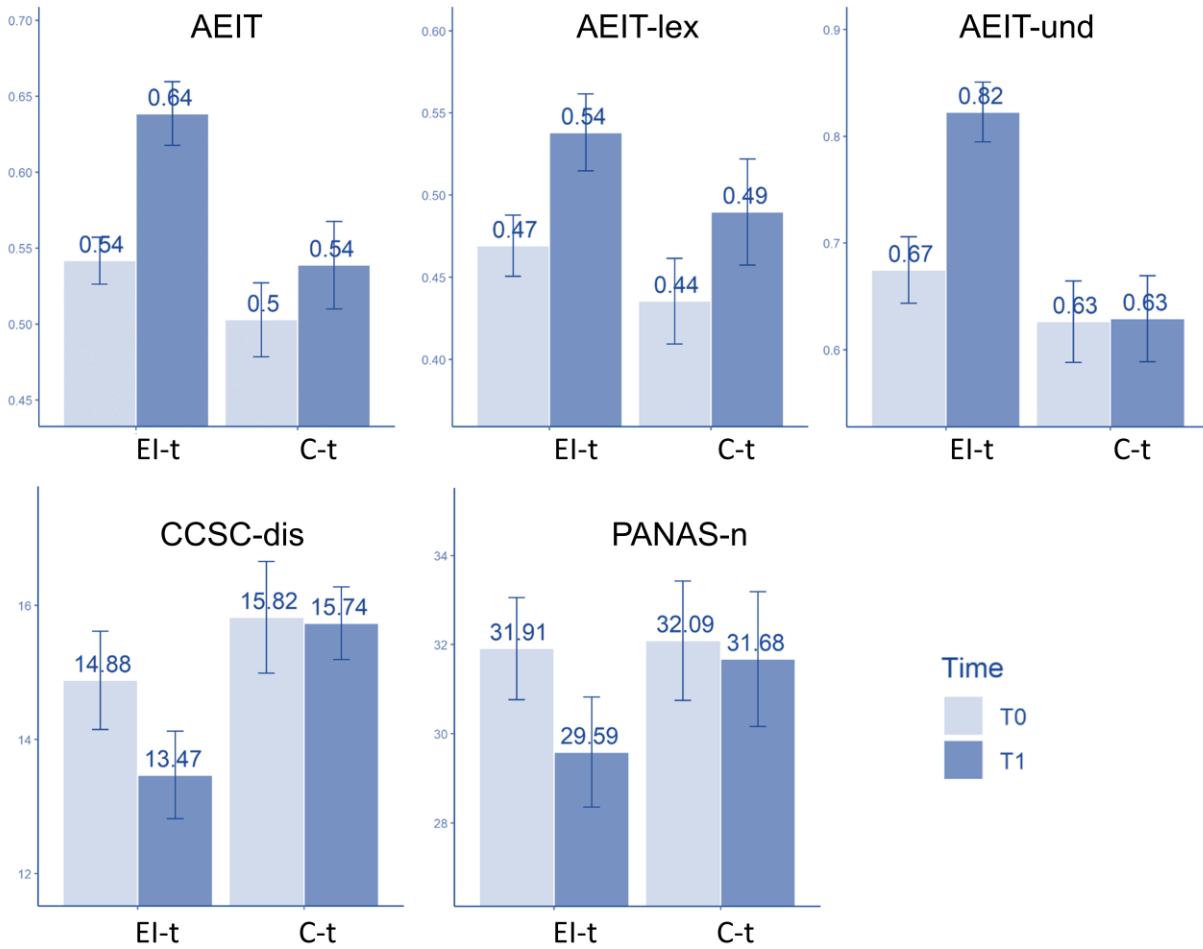 AEIT
0.70
0.65
0.60
0.55
0.50
0.45
0.54
0.64
0.5
0.54
EI-t
C-t
AEIT-lex
0.60
0.55
0.50
0.45
0.40
0.47
0.54
0.44
0.49
EI-t
C-t
AEIT-und
0.9
0.8
0.7
0.6
0.67
0.82
0.63
0.63
EI-t
C-t
CCSC-dis
16
14
12
14.88
13.47
15.82
15.74
EI-t
C-t
PANAS-n
34
32
30
28
31.91
29.59
32.09
31.68
EI-t
C-t
Time
T0
T1